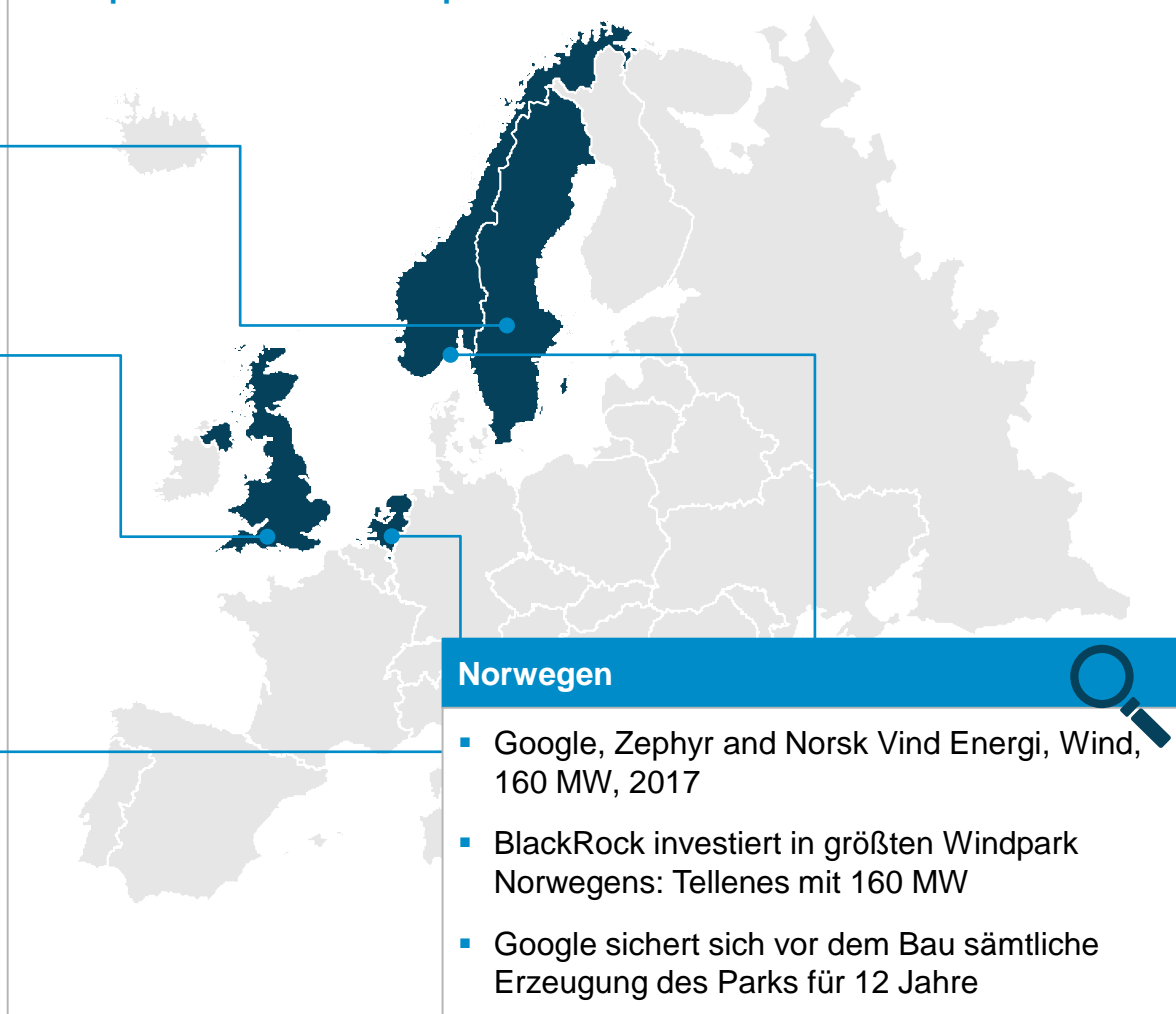 Norwegen
Google, Zephyr and Norsk Vind Energi, Wind,
160 MW, 2017
BlackRock investiert in größten Windpark
Norwegens: Tellenes mit 160 MW
Google sichert sich vor dem Bau sämtliche
Erzeugung des Parks für 12 Jahre